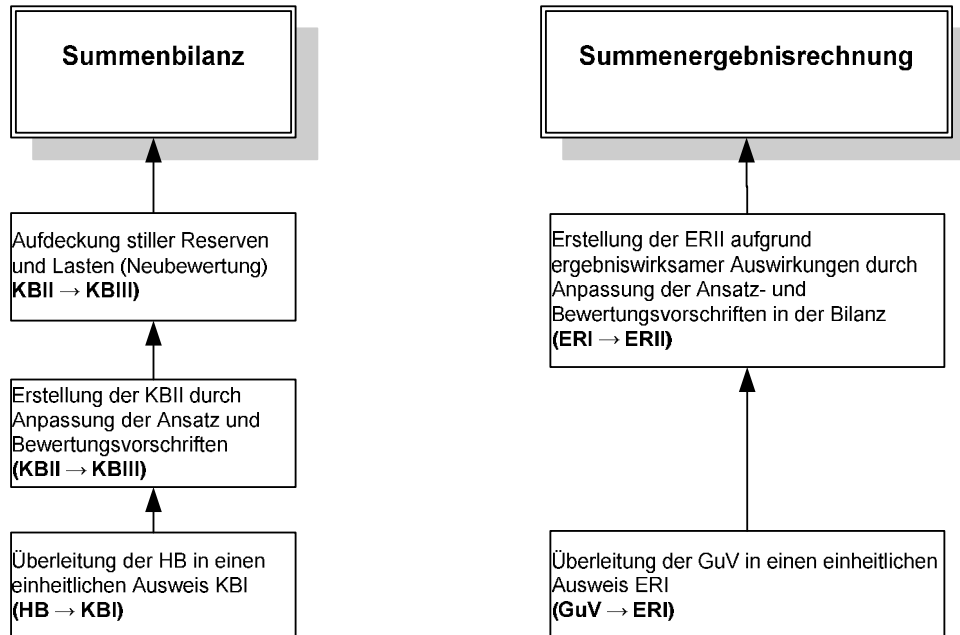 Summenbilanz
Aufdeckung stiller Reserven
und Lasten (Neubewertung)
KBII → KBIII)
Erstellung der KBII durch
Anpassung der Ansatz und
Bewertungsvorschriften
(KBII → KBIII)
Überleitung der HB in einen
einheitlichen Ausweis KBI
(HB → KBI)
Summenergebnisrechnung
Erstellung der ERII aufgrund
ergebniswirksamer Auswirkungen durch
Anpassung der Ansatz- und
Bewertungsvorschriften in der Bilanz
(ERI → ERII)
Überleitung der GuV in einen einheitlichen
Ausweis ERI
(GuV → ERI)